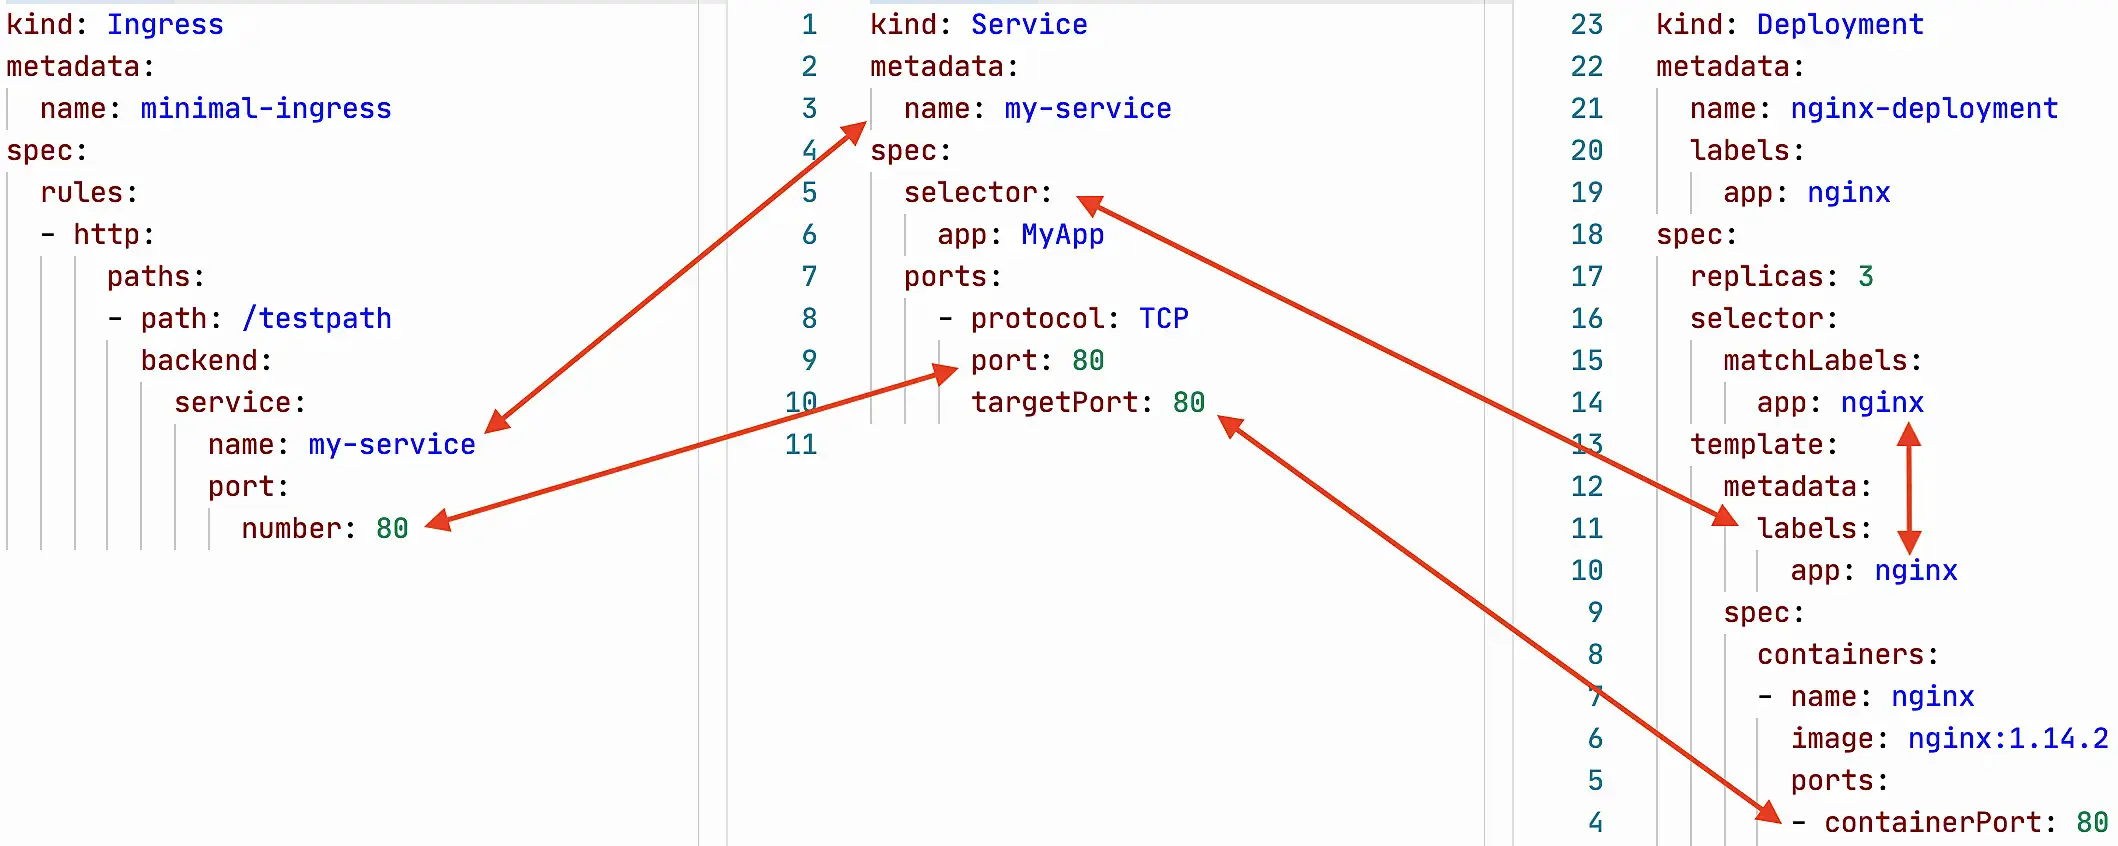 kind: Ingress
metadata:
  name: minimal-ingress
spec:
  rules:
  - http:
      paths:
      - path: /testpath
        backend:
          service:
            name: my-service
            port:
              number: 80
1 kind: Service
2 metadata:
3   name: my-service
4 spec:
5   selector:
6     app: MyApp
7   ports:
8     - protocol: TCP
9       port: 80
10       targetPort: 80
11
23 kind: Deployment
22 metadata:
21   name: nginx-deployment
20   labels:
19     app: nginx
18 spec:
17   replicas: 3
16   selector:
15     matchLabels:
14       app: nginx
13   template:
12     metadata:
11       labels:
10         app: nginx
9     spec:
8       containers:
7       - name: nginx
6         image: nginx:1.14.2
5         ports:
4         - containerPort: 80